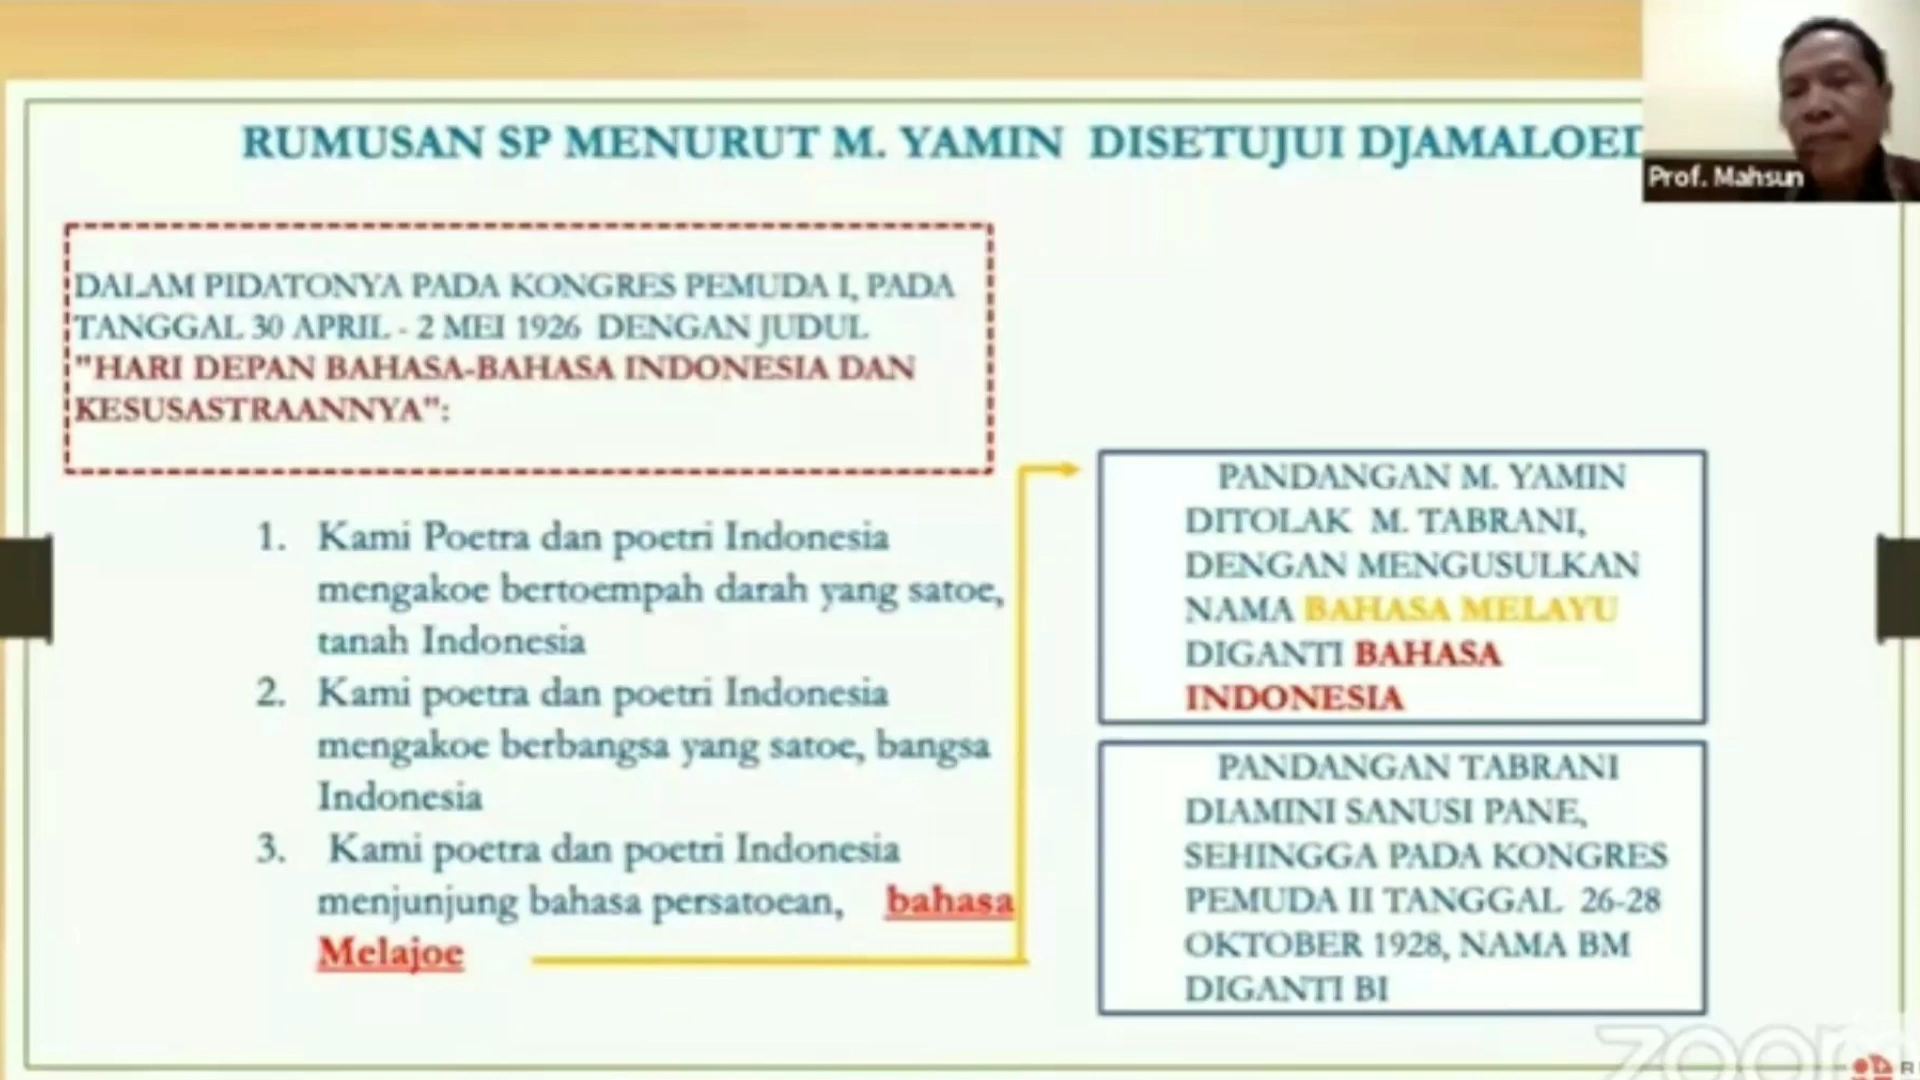 RUMUSAN SP MENURUT M. YAMIN DISETUJUI DJAMALOED
Prof. Mahsun
DALAM PIDATONYA PADA KONGRES PEMUDA I, PADA
TANGGAL 30 APRIL - 2 MEI 1926 DENGAN JUDUL
"HARI DEPAN BAHASA-BAHASA INDONESIA DAN
KESUSASTRAANNYA":
1. Kami Poetra dan poetri Indonesia
mengakoe bertoempah darah yang satoe,
tanah Indonesia
2. Kami poetra dan poetri Indonesia
mengakoe berbangsa yang satoe, bangsa
Indonesia
3. Kami poetra dan poetri Indonesia
menjunjung bahasa persatoean, bahasa
Melajoe
PANDANGAN M. YAMIN
DITOLAK M. TABRANI,
DENGAN MENGUSULKAN
NAMA BAHASA MELAYU
DIGANTI BAHASA
INDONESIA
PANDANGAN TABRANI
DIAMINI SANUSI PANE,
SEHINGGA PADA KONGRES
PEMUDA II TANGGAL 26-28
OKTOBER 1928, NAMA BM
DIGANTI BI
zoom